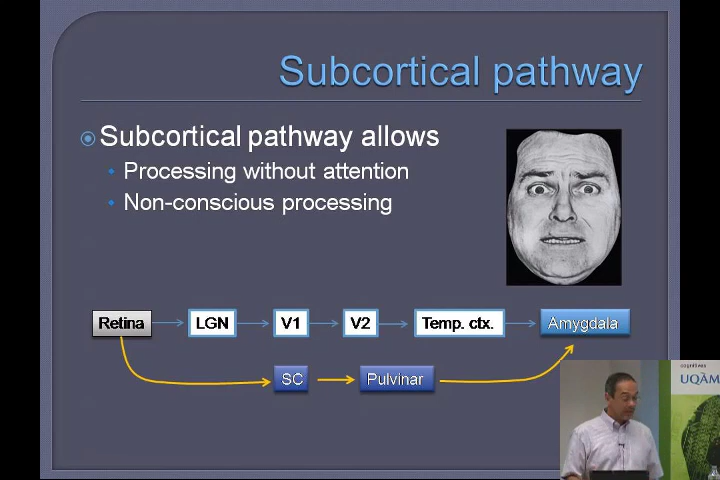 Subcortical pathway
Subcortical pathway allows
Processing without attention
Non-conscious processing
Retina LGN V1 V2 Temp. ctx. Amygdala
SC Pulvinar
cognitives
UQÀM